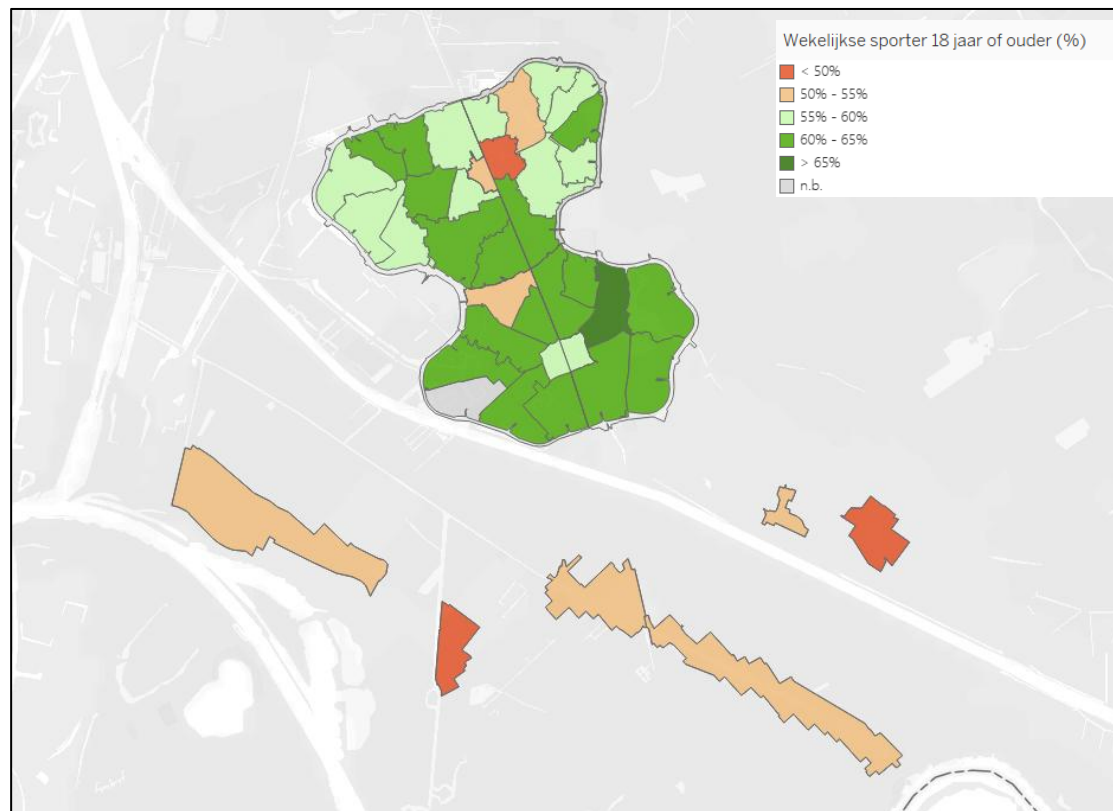 Wekelijkse sporter 18 jaar of ouder (%)
< 50%
50% - 55%
55% - 60%
60% - 65%
> 65%
n.b.